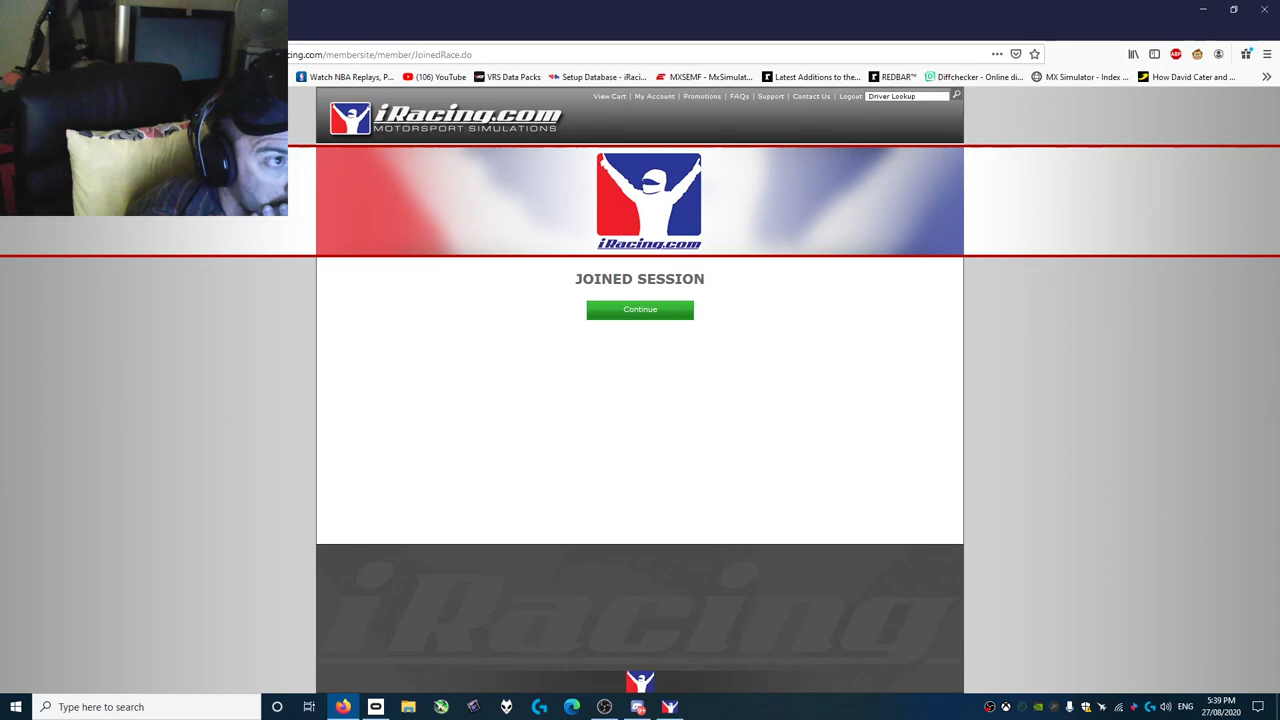 cing.com/membersite/member/JoinedRace.do
Watch NBA Replays, P...
(106) YouTube
VRS Data Packs
Setup Database - iRaci...
MXSEMF - MxSimulat...
Latest Additions to the...
REDBAR™
Diffchecker - Online di...
MX Simulator - Index ...
How David Cater and ...
View Cart | My Account | Promotions | FAQs | Support | Contact Us | Logout
Driver Lookup
iRacing.com
MOTORSPORT SIMULATIONS
iRacing.com
JOINED SESSION
Continue
iRacing
Type here to search
ENG
5:39 PM
27/08/2020